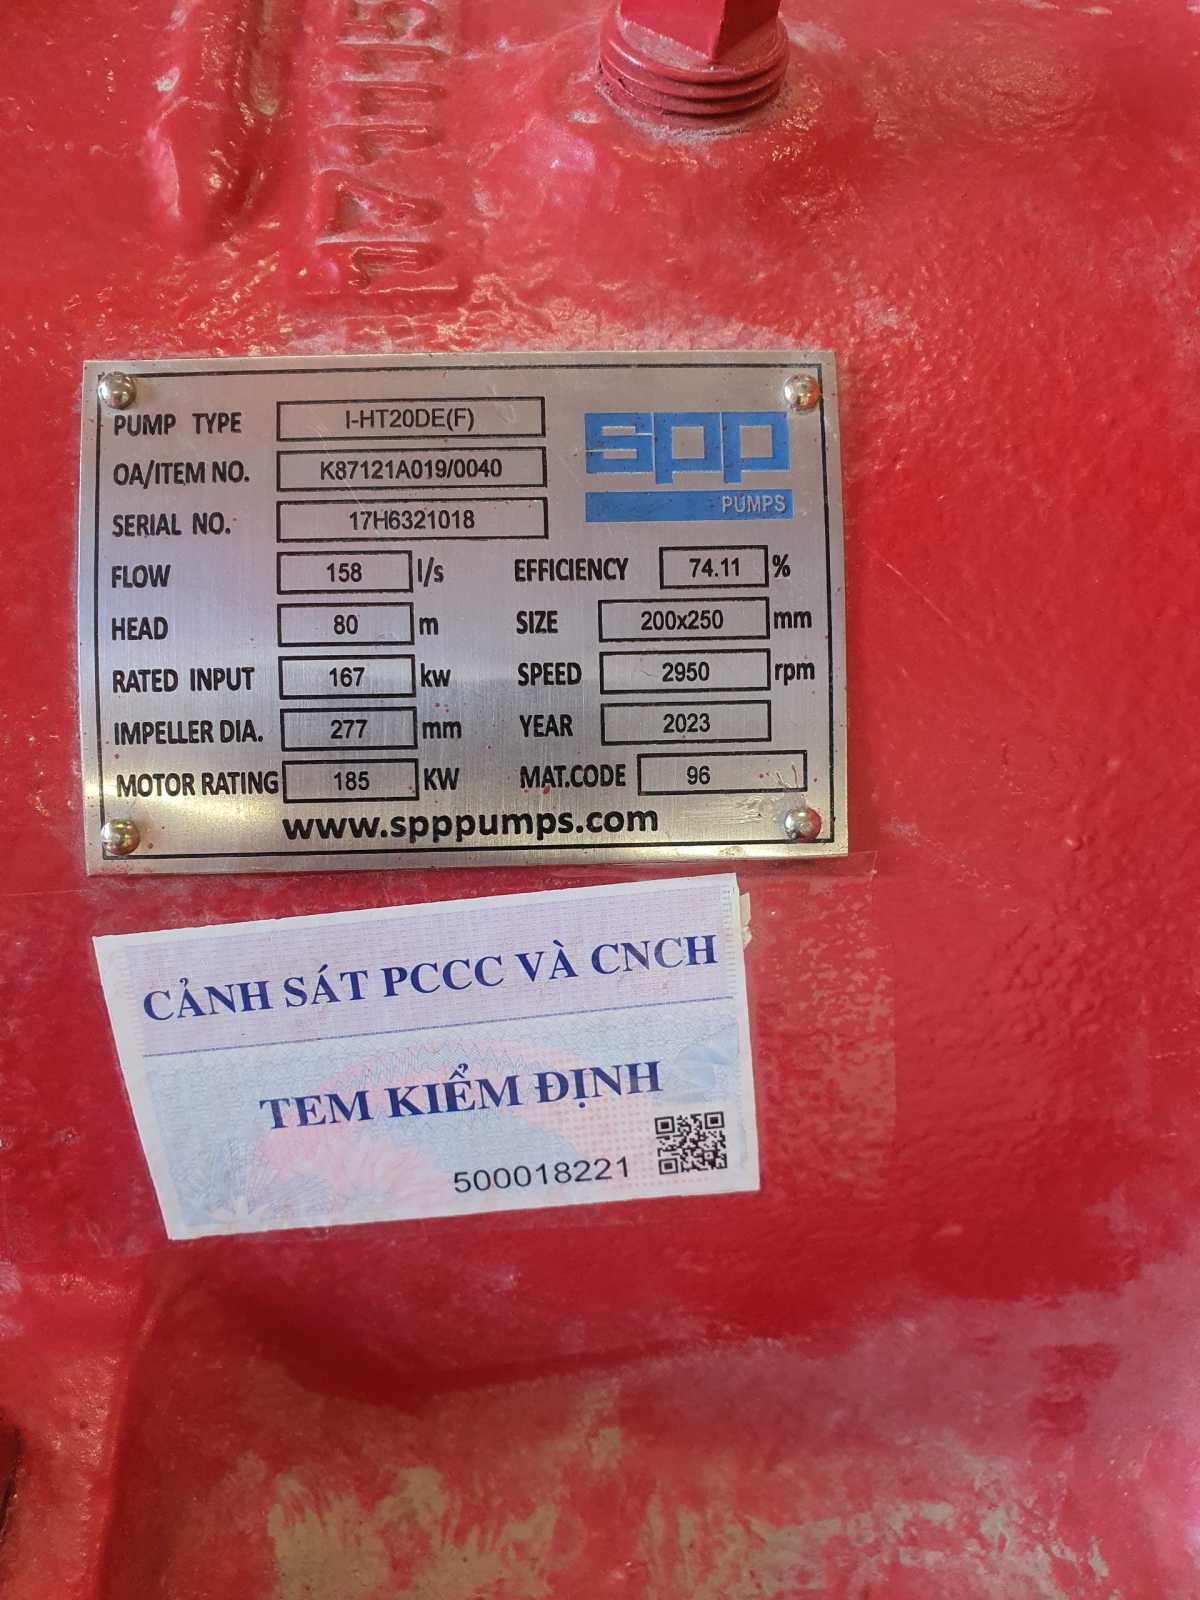 PUMP TYPE I-HT20DE(F)
spp
PUMPS
OA/ITEM NO. K87121A019/0040
SERIAL NO. 17H6321018
FLOW 158 l/s EFFICIENCY 74.11 %
HEAD 80 m SIZE 200x250 mm
RATED INPUT 167 kw SPEED 2950 rpm
IMPELLER DIA. 277 mm YEAR 2023
MOTOR RATING 185 KW MAT.CODE 96
www.spppumps.com
CẢNH SÁT PCCC VÀ CNCH
TEM KIỂM ĐỊNH
500018221